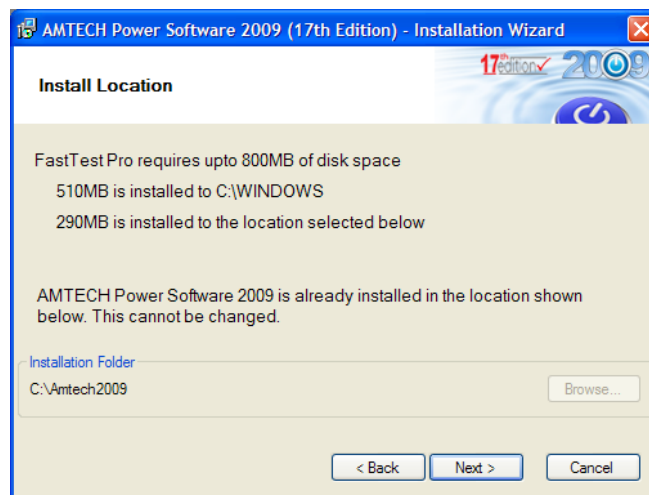 AMTECH Power Software 2009 (17th Edition) - Installation Wizard
Install Location
17th edition 2009
FastTest Pro requires upto 800MB of disk space
510MB is installed to C:\WINDOWS
290MB is installed to the location selected below
AMTECH Power Software 2009 is already installed in the location shown
below. This cannot be changed.
Installation Folder
C:\Amtech2009
Browse...
< Back
Next >
Cancel